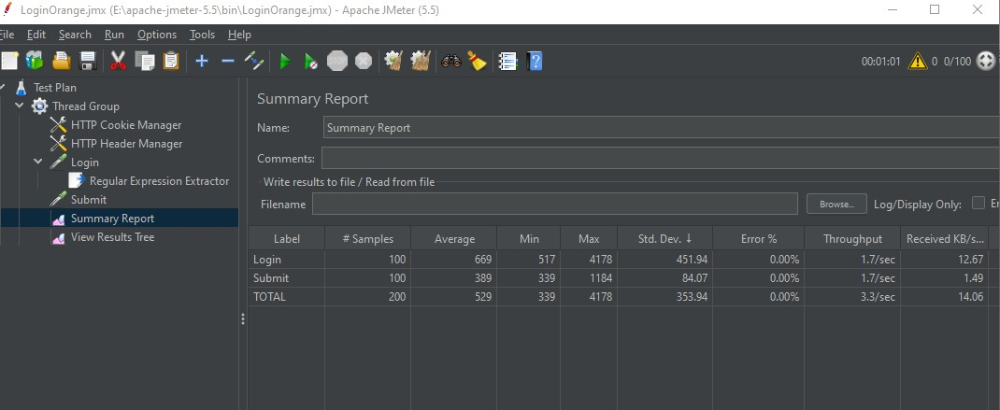 LoginOrange.jmx (E:\apache-jmeter-5.5\bin\LoginOrange.jmx) - Apache JMeter (5.5)
File Edit Search Run Options Tools Help
00:01:01 0 0/100
Test Plan
Thread Group
HTTP Cookie Manager
HTTP Header Manager
Login
Regular Expression Extractor
Submit
Summary Report
View Results Tree
Summary Report
Name: Summary Report
Comments:
Write results to file / Read from file
Filename Browse... Log/Display Only:
Label # Samples Average Min Max Std. Dev. ↓ Error % Throughput Received KB/s...
Login 100 669 517 4178 451.94 0.00% 1.7/sec 12.67
Submit 100 389 339 1184 84.07 0.00% 1.7/sec 1.49
TOTAL 200 529 339 4178 353.94 0.00% 3.3/sec 14.06